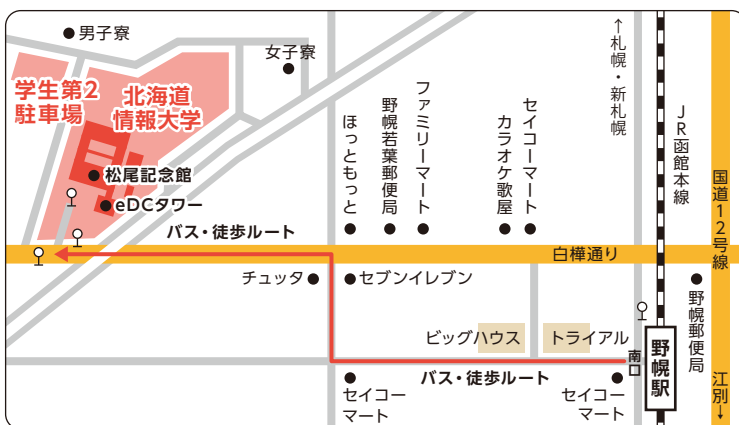 男子寮
女子寮
学生第2
駐車場
北海道
情報大学
松尾記念館
eDCタワー
バス・徒歩ルート
ほっともっと
野幌若葉郵便局
ファミリーマート
カラオケ歌屋
セイコーマート
↑札幌・新札幌
JR函館本線
国道12号線
白樺通り
チュッタ
セブンイレブン
ビッグハウス
トライアル
南口
野幌駅
野幌郵便局
江別→
バス・徒歩ルート
セイコー
マート
セイコー
マート